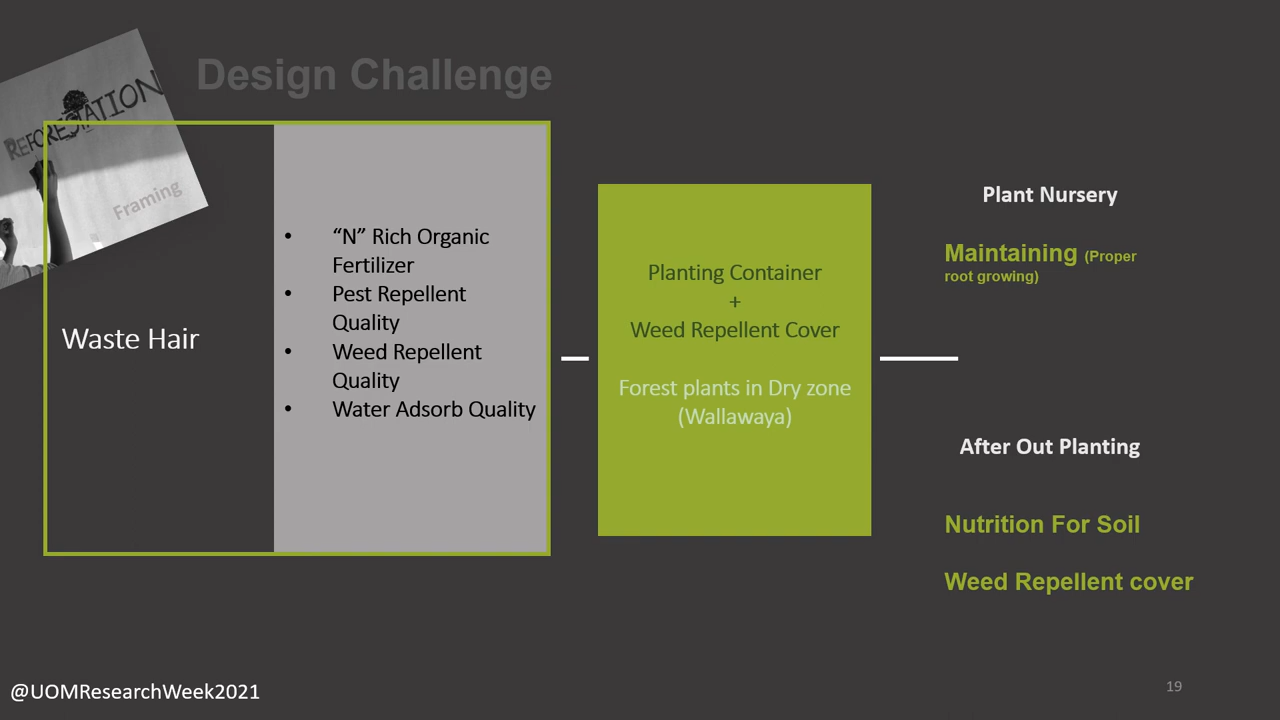 Design Challenge
REFORESTATION
Framing
Waste Hair
• “N” Rich Organic
Fertilizer
• Pest Repellent
Quality
• Weed Repellent
Quality
• Water Adsorb Quality
Planting Container
+
Weed Repellent Cover
Forest plants in Dry zone
(Wallawaya)
Plant Nursery
Maintaining (Proper
root growing)
After Out Planting
Nutrition For Soil
Weed Repellent cover
@UOMResearchWeek2021
19